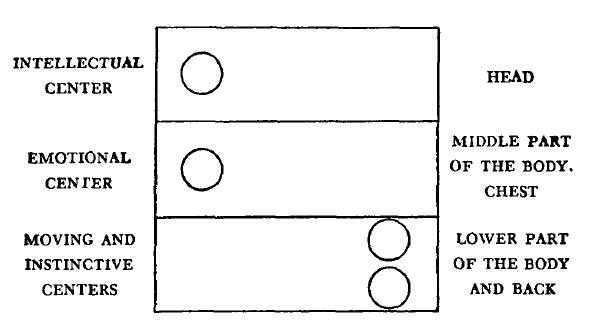 INTELLECTUAL
CENTER
HEAD
EMOTIONAL
CENTER
MIDDLE PART
OF THE BODY.
CHEST
MOVING AND
INSTINCTIVE
CENTERS
LOWER PART
OF THE BODY
AND BACK